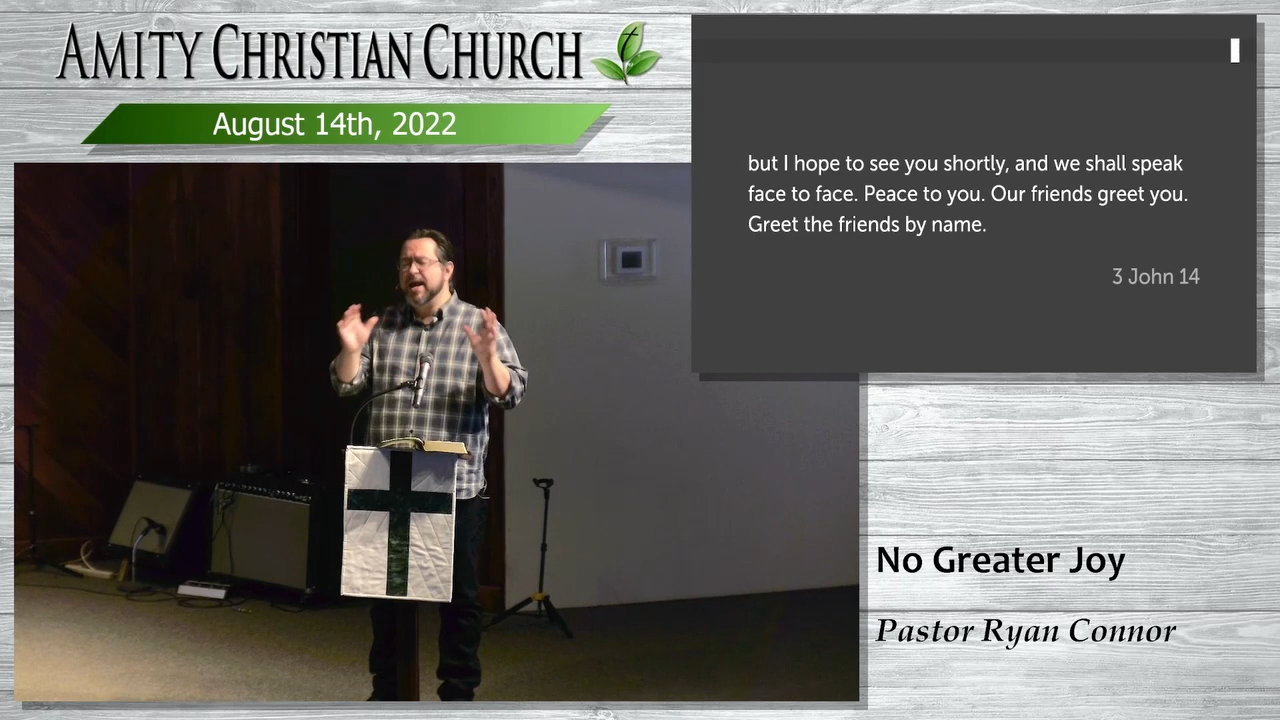 AMITY CHRISTIAN CHURCH
August 14th, 2022
but I hope to see you shortly, and we shall speak
face to face. Peace to you. Our friends greet you.
Greet the friends by name.
3 John 14
No Greater Joy
Pastor Ryan Connor